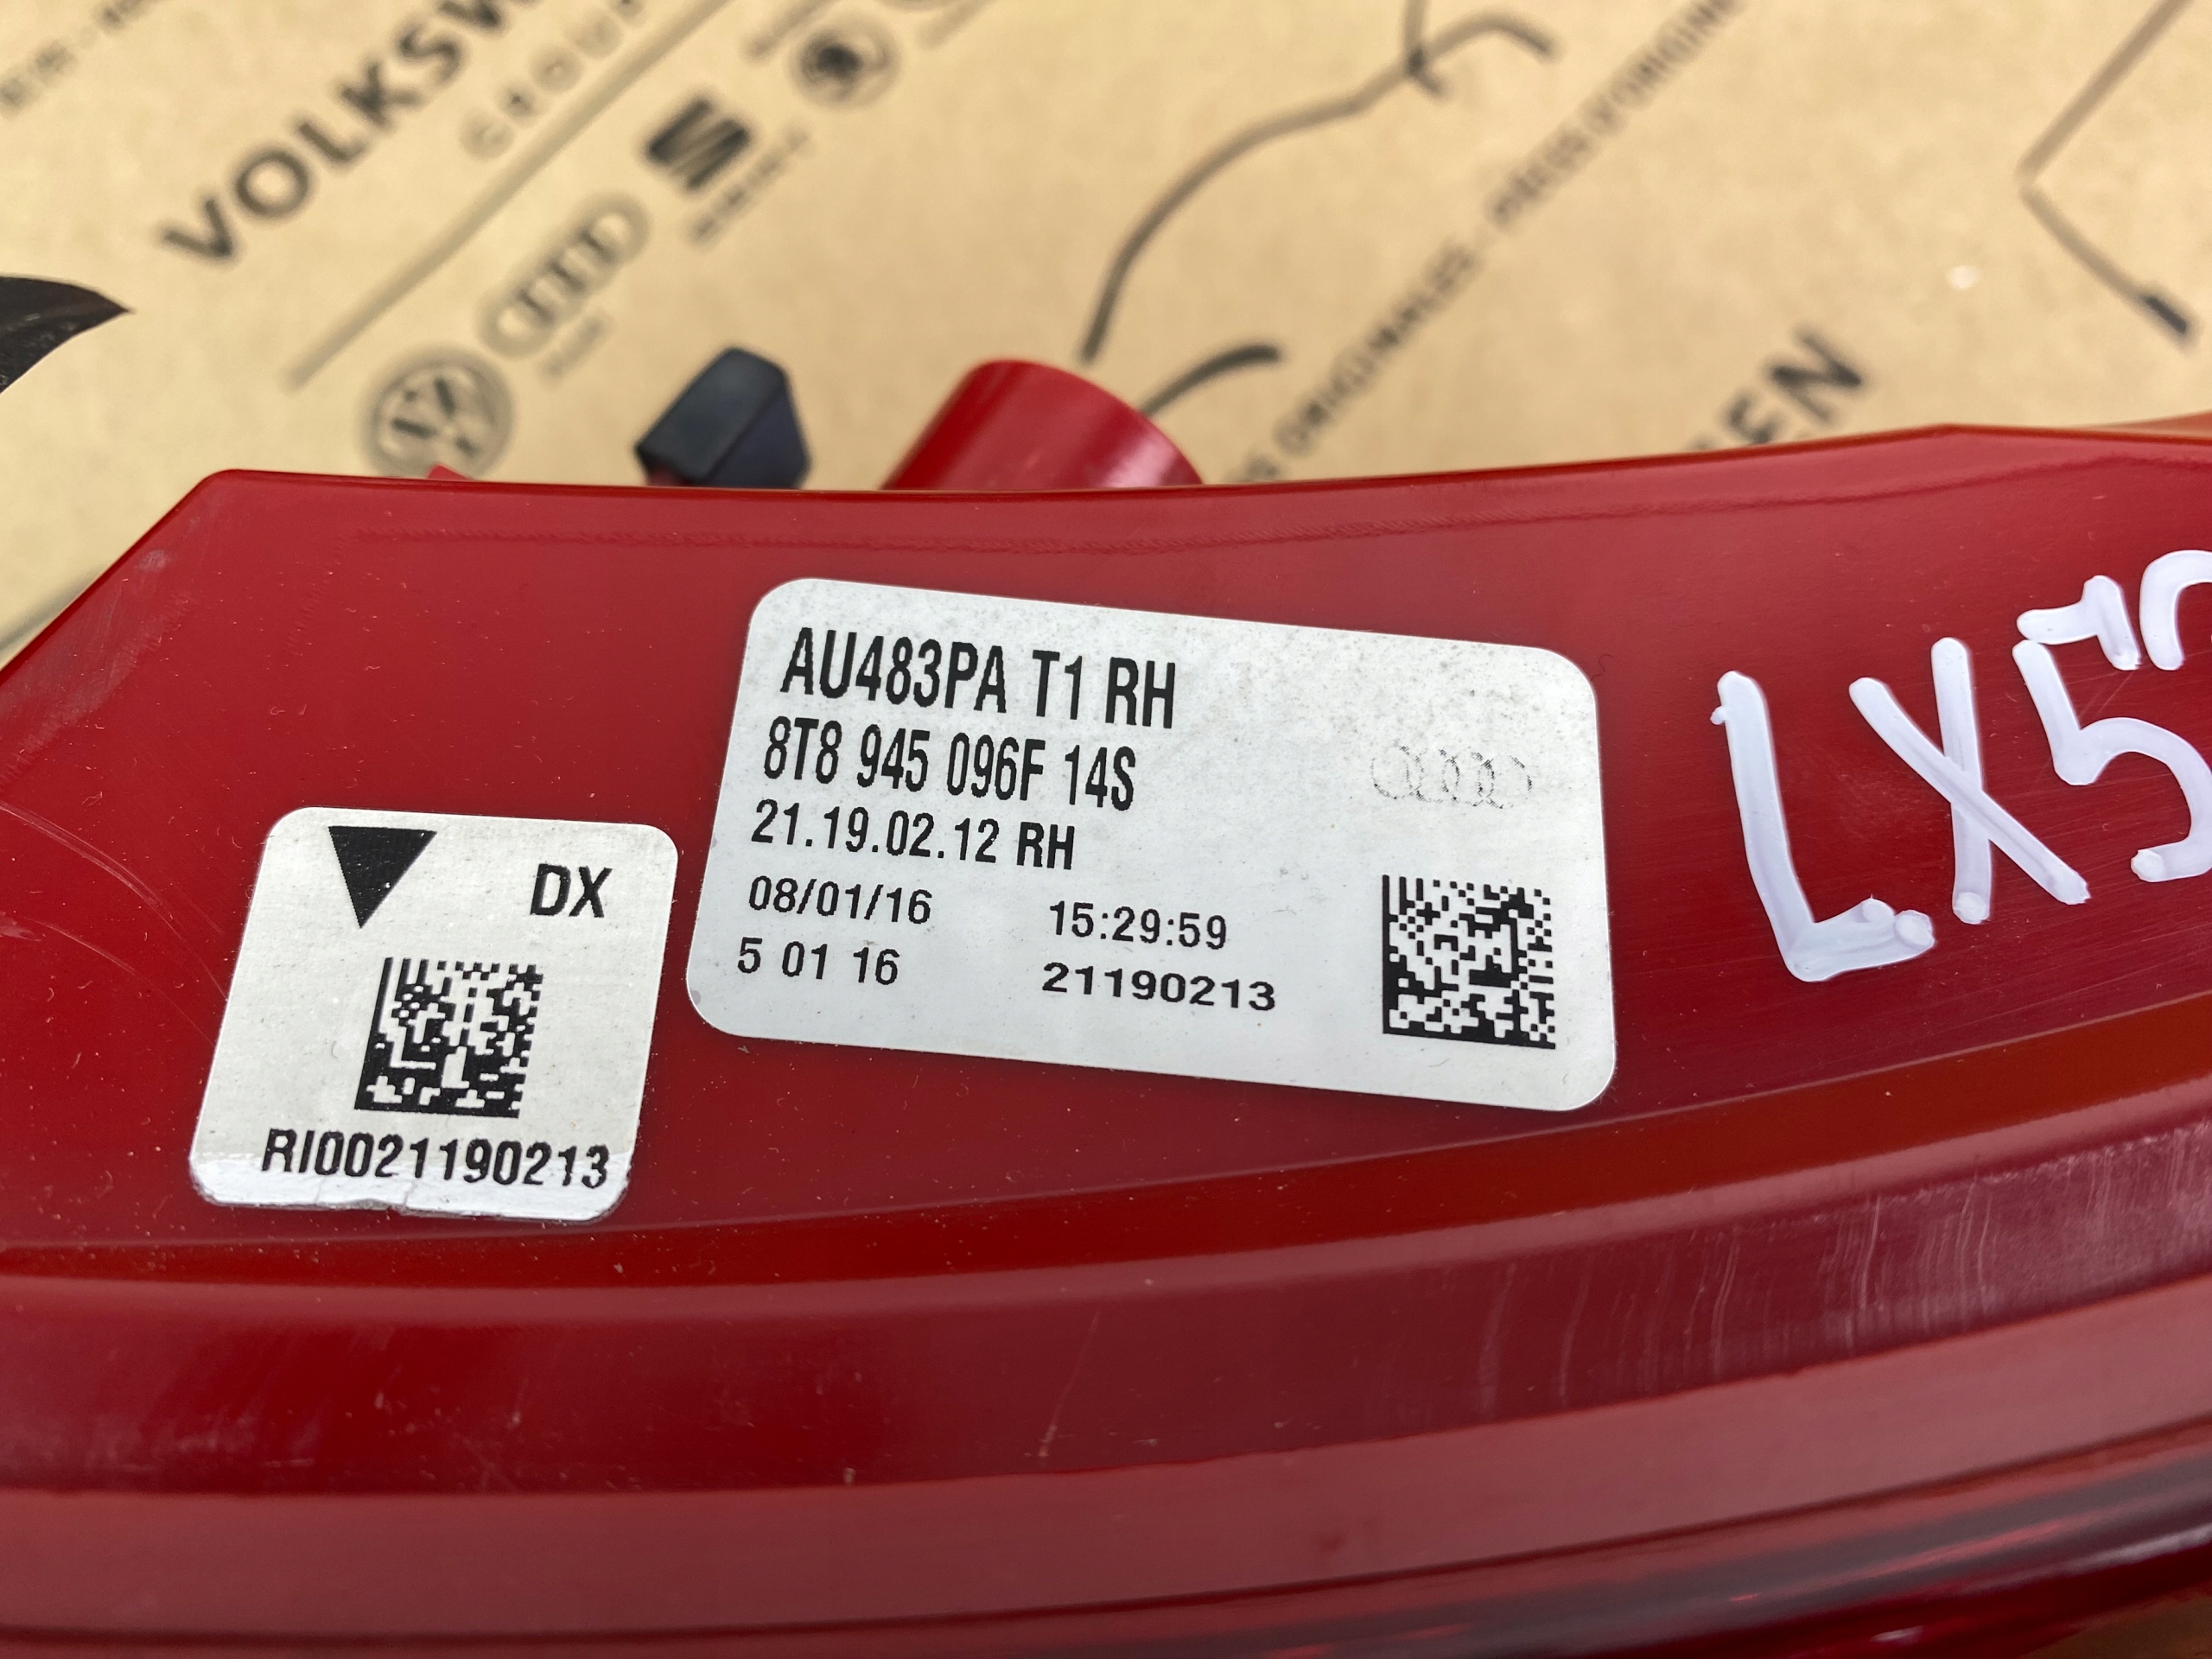 VOLKSW
GROUP
AU483PA T1 RH
8T8 945 096F 14S
21.19.02.12 RH
08/01/16 15:29:59
5 01 16 21190213
DX
RI0021190213
LX5